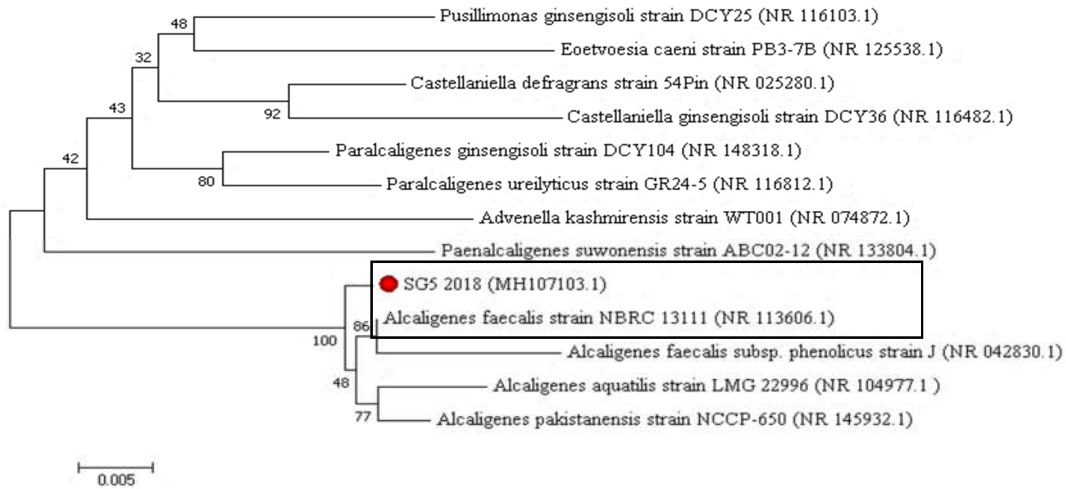 48
Pusillimonas ginsengisoli strain DCY25 (NR 116103.1)
Eoetvoesia caeni strain PB3-7B (NR 125538.1)
32
Castellaniella defragrans strain 54Pin (NR 025280.1)
92
Castellaniella ginsengisoli strain DCY36 (NR 116482.1)
43
Paralcaligenes ginsengisoli strain DCY104 (NR 148318.1)
80
Paralcaligenes ureilyticus strain GR24-5 (NR 116812.1)
42
Advenella kashmirensis strain WT001 (NR 074872.1)
Paenalcaligenes suwonensis strain ABC02-12 (NR 133804.1)
SG5 2018 (MH107103.1)
86
Alcaligenes faecalis strain NBRC 13111 (NR 113606.1)
100
Alcaligenes faecalis subsp. phenolicus strain J (NR 042830.1)
48
Alcaligenes aquatilis strain LMG 22996 (NR 104977.1 )
77
Alcaligenes pakistanensis strain NCCP-650 (NR 145932.1)
0.005